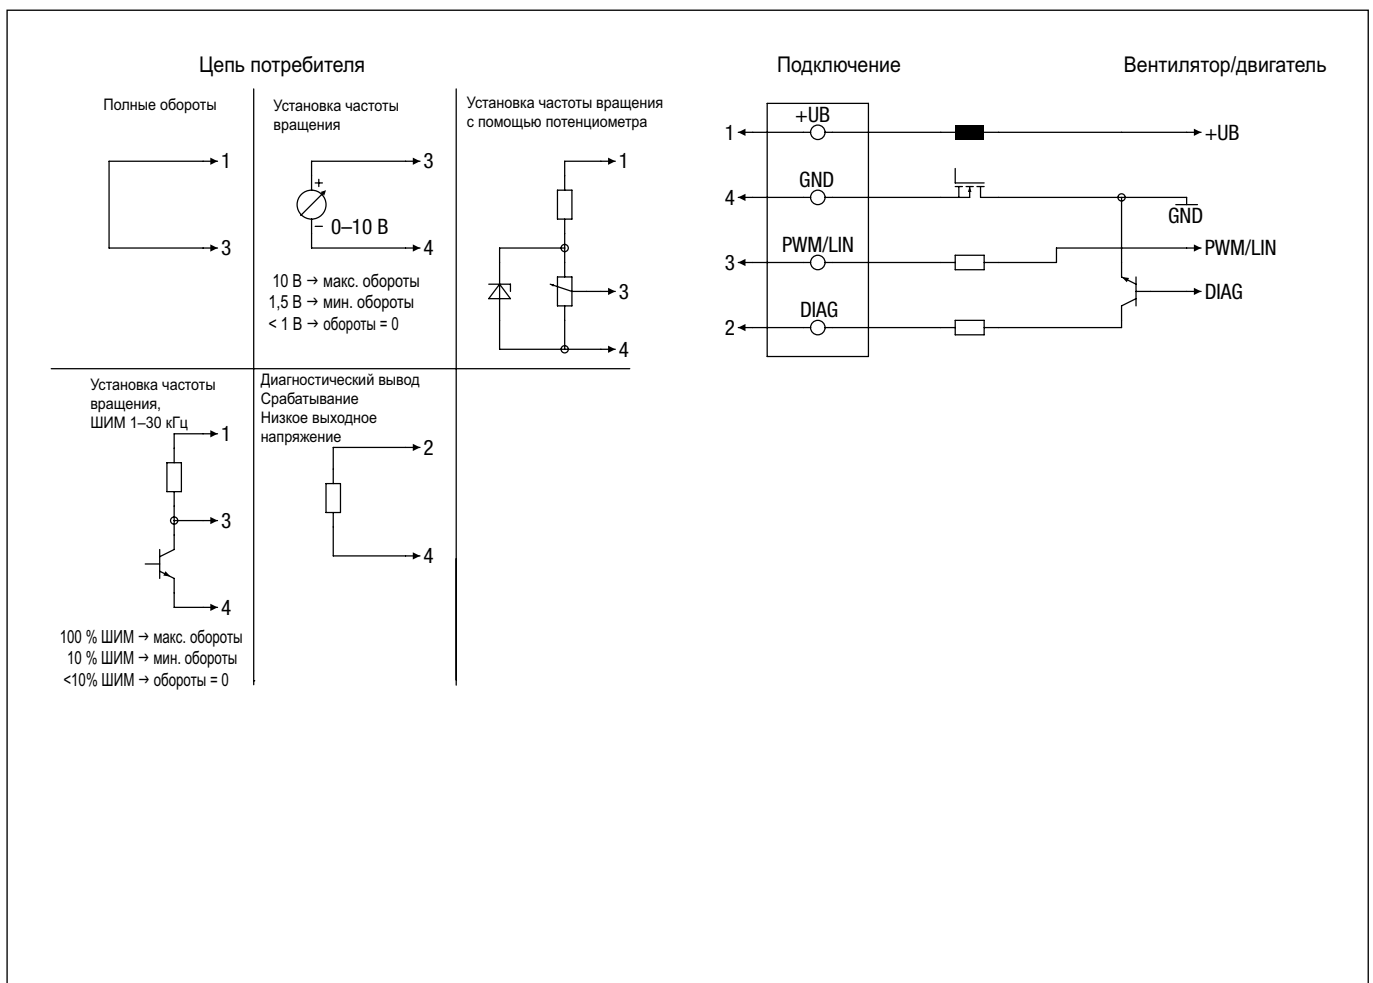 Цепь потребителя
Подключение
Вентилятор/двигатель
Полные обороты
1
3
Установка частоты
вращения
3
+
–
0–10 В
4
10 В → макс. обороты
1,5 В → мин. обороты
< 1 В → обороты = 0
Установка частоты вращения
с помощью потенциометра
1
3
4
Установка частоты
вращения,
ШИМ 1–30 кГц
1
3
4
100 % ШИМ → макс. обороты
10 % ШИМ → мин. обороты
<10% ШИМ → обороты = 0
Диагностический вывод
Срабатывание
Низкое выходное
напряжение
2
4
1
+UB
+UB
4
GND
GND
3
PWM/LIN
PWM/LIN
DIAG
2
DIAG